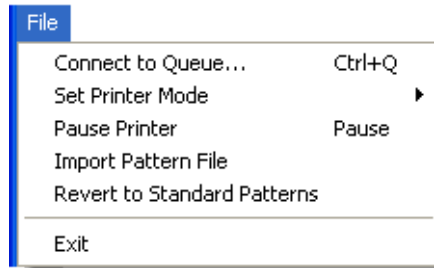 File
Connect to Queue... Ctrl+Q
Set Printer Mode
Pause Printer Pause
Import Pattern File
Revert to Standard Patterns
Exit